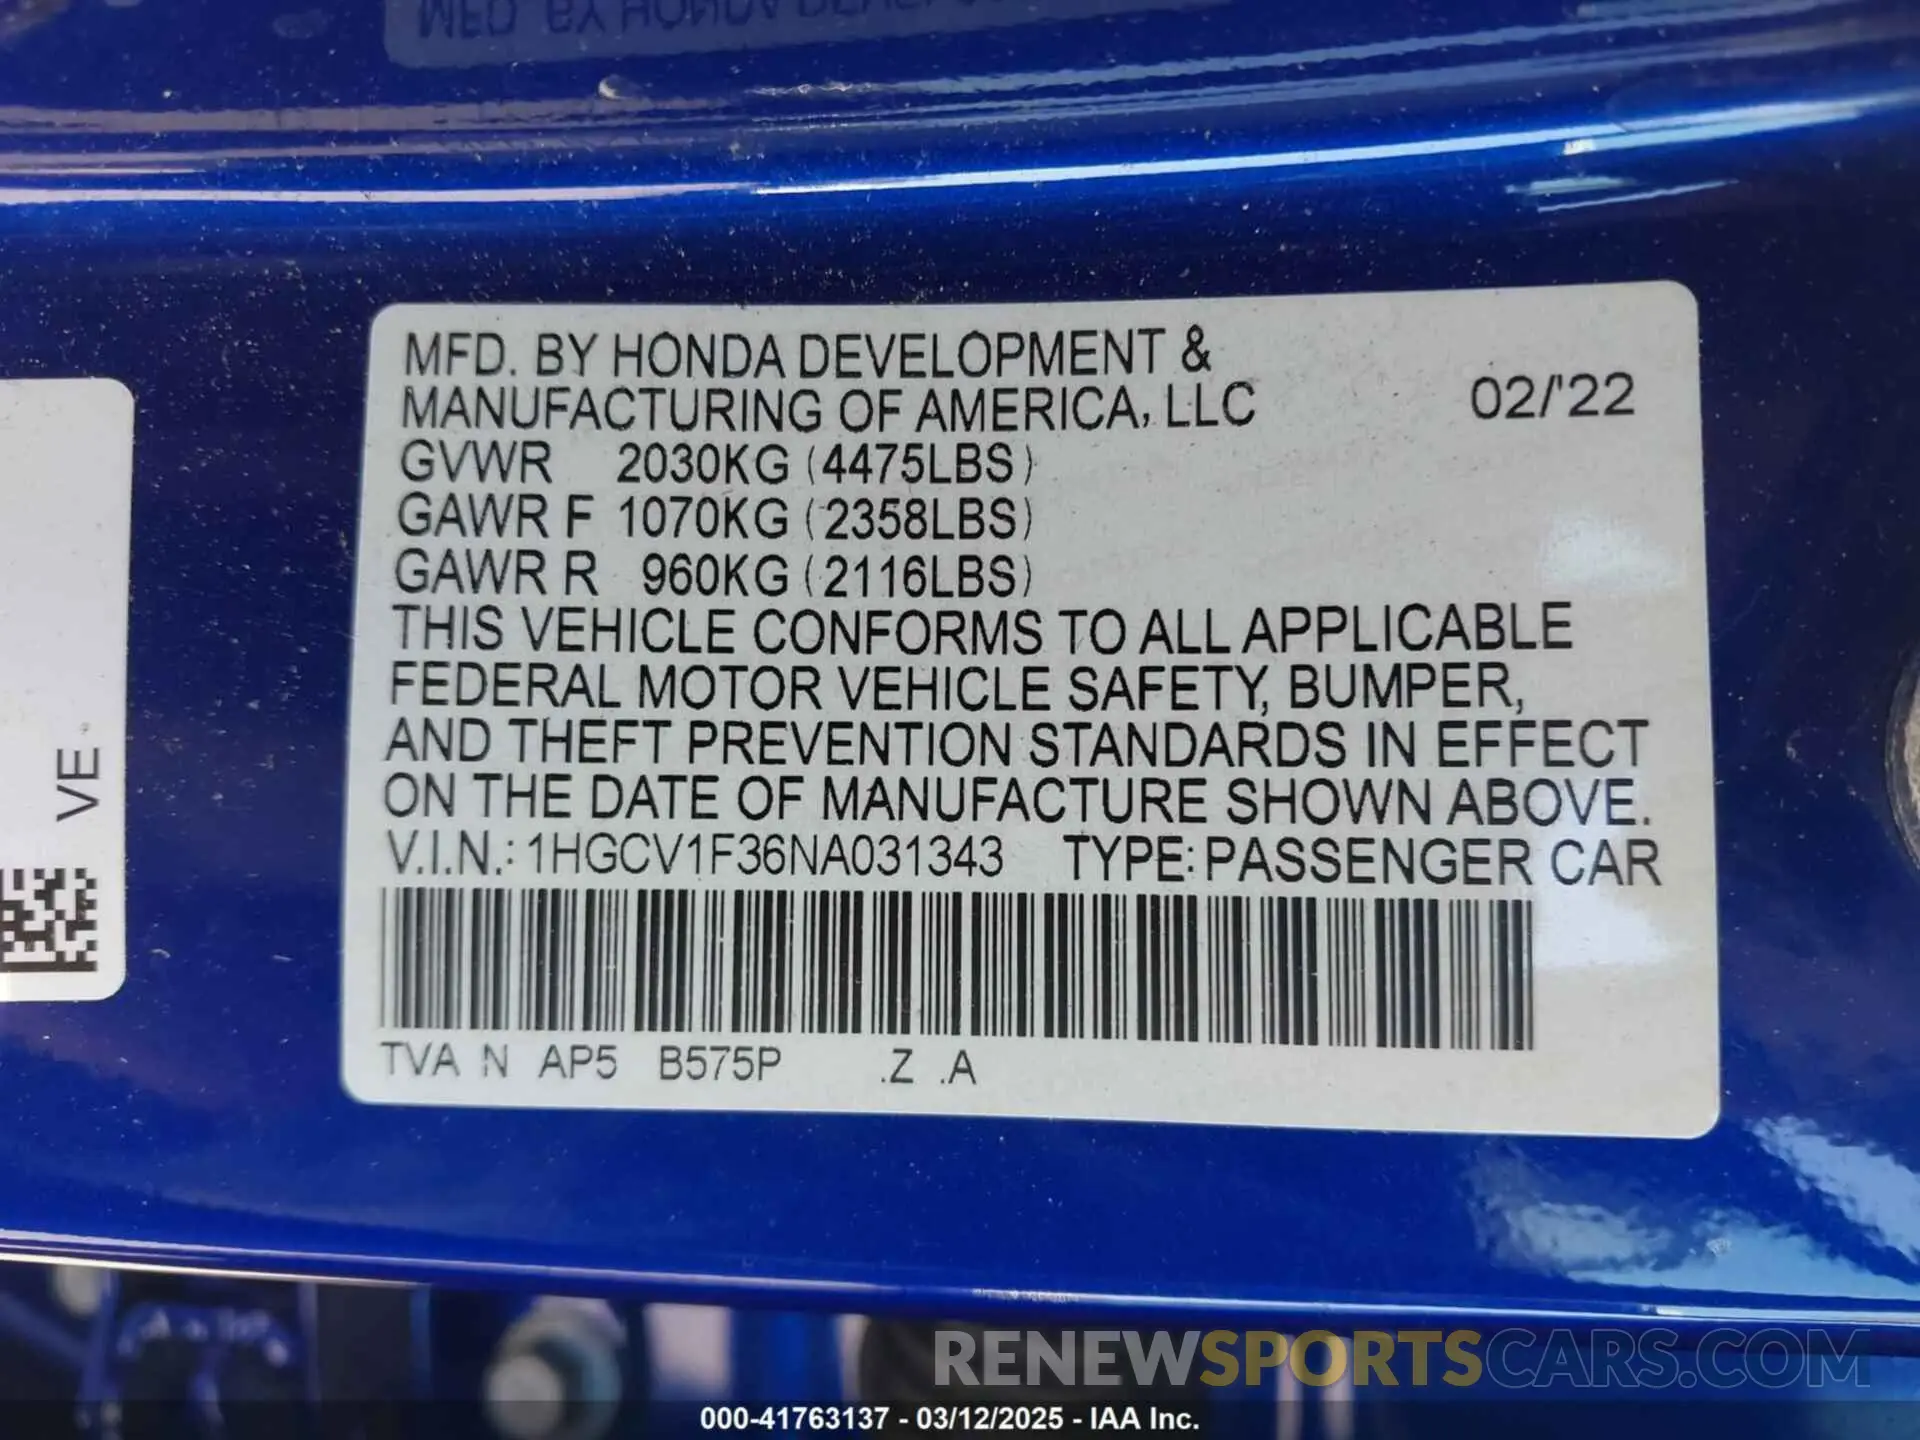 MFD. BY HONDA
MFD. BY HONDA DEVELOPMENT &
MANUFACTURING OF AMERICA, LLC 02/'22
GVWR 2030KG (4475LBS)
GAWR F 1070KG (2358LBS)
GAWR R 960KG (2116LBS)
THIS VEHICLE CONFORMS TO ALL APPLICABLE
FEDERAL MOTOR VEHICLE SAFETY, BUMPER,
AND THEFT PREVENTION STANDARDS IN EFFECT
ON THE DATE OF MANUFACTURE SHOWN ABOVE.
V.I.N.: 1HGCV1F36NA031343 TYPE: PASSENGER CAR
TVA N AP5 B575P .Z .A
VE.
RENEWSPORTSCARS.COM
000-41763137 - 03/12/2025 - IAA Inc.